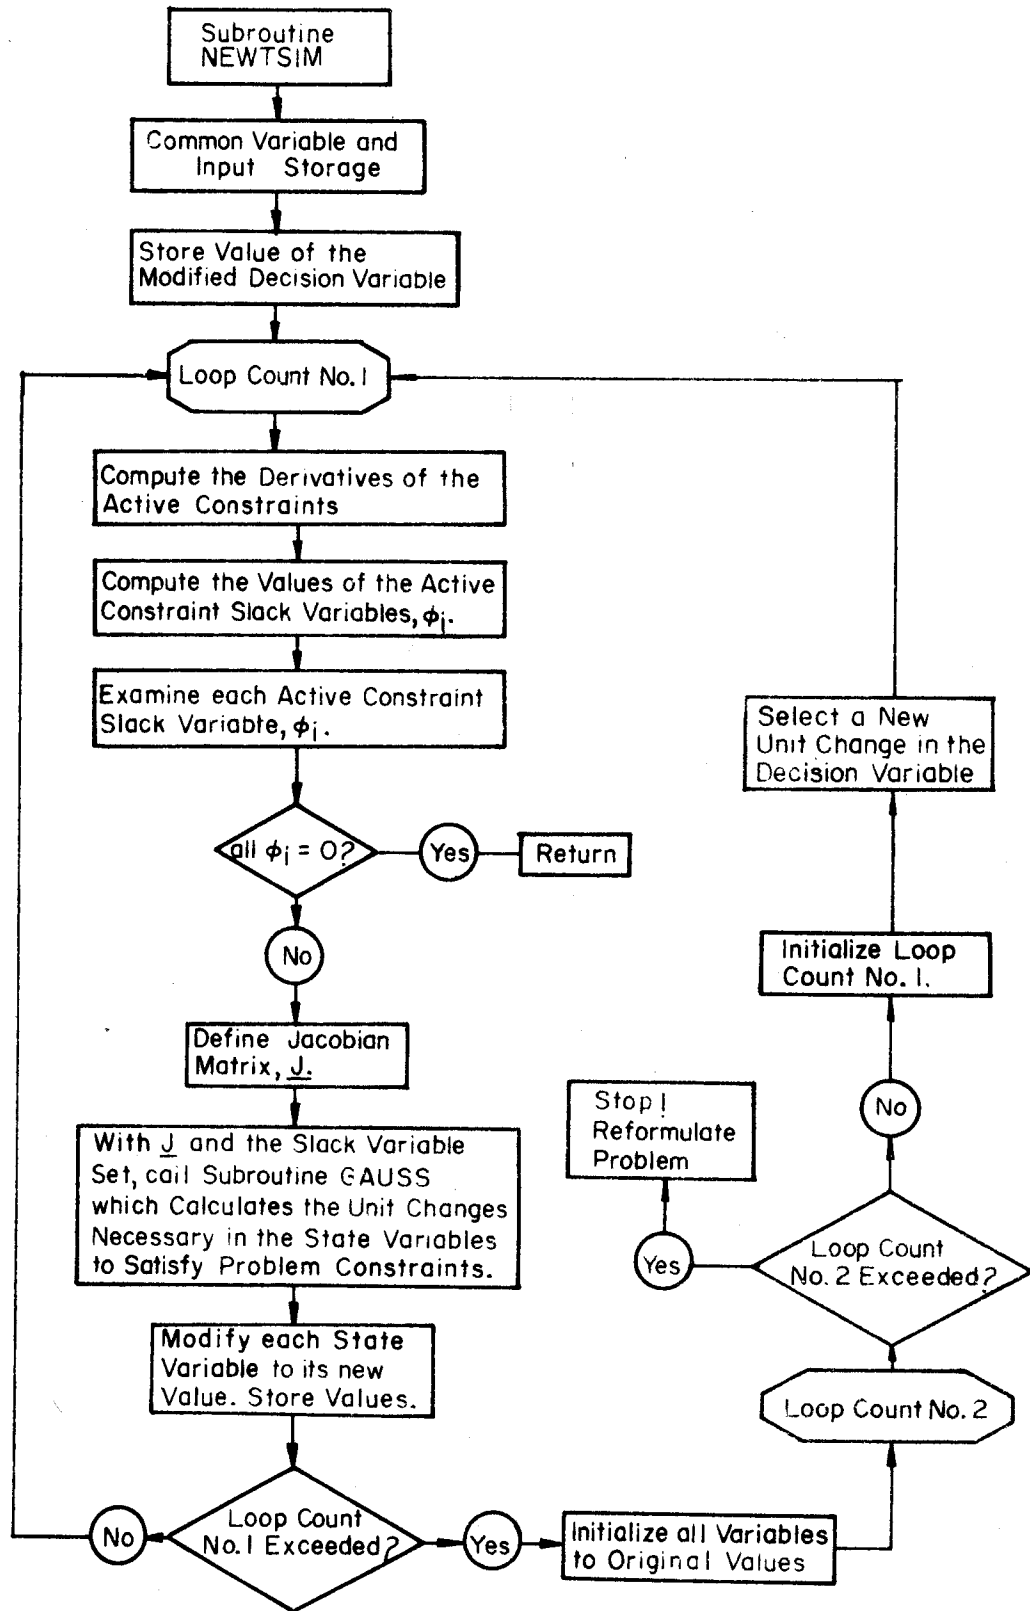 Subroutine
NEWTSIM
Common Variable and
Input Storage
Store Value of the
Modified Decision Variable
Loop Count No. 1
Compute the Derivatives of the
Active Constraints
Compute the Values of the Active
Constraint Slack Variables, ϕi.
Examine each Active Constraint
Slack Variable, ϕi.
all ϕi = 0?
Yes
Return
No
Define Jacobian
Matrix, J.
With J and the Slack Variable
Set, call Subroutine GAUSS
which Calculates the Unit Changes
Necessary in the State Variables
to Satisfy Problem Constraints.
Modify each State
Variable to its new
Value. Store Values.
Loop Count
No. 1 Exceeded?
No
Yes
Initialize all Variables
to Original Values
Loop Count No. 2
Loop Count
No. 2 Exceeded?
Yes
Stop!
Reformulate
Problem
No
Initialize Loop
Count No. 1.
Select a New
Unit Change in the
Decision Variable